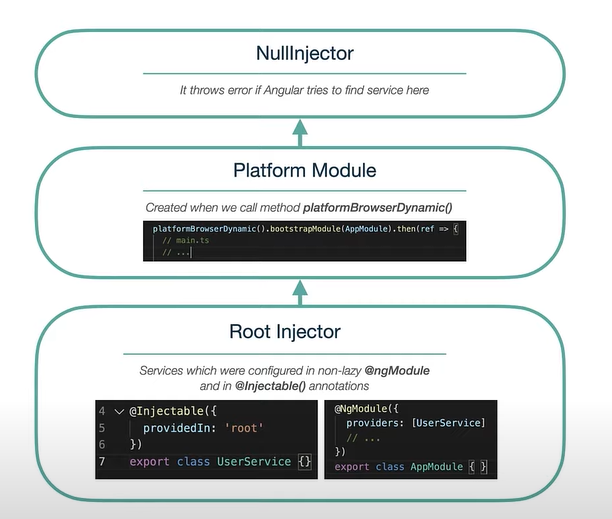 NullInjector
It throws error if Angular tries to find service here
Platform Module
Created when we call method platformBrowserDynamic()
platformBrowserDynamic().bootstrapModule(AppModule).then(ref => {
// main.ts
// ...
Root Injector
Services which were configured in non-lazy @ngModule
and in @Injectable() annotations
4 @Injectable({
5 providedIn: 'root'
6 })
7 export class UserService {}
@NgModule({
providers: [UserService]
// ...
})
export class AppModule { }